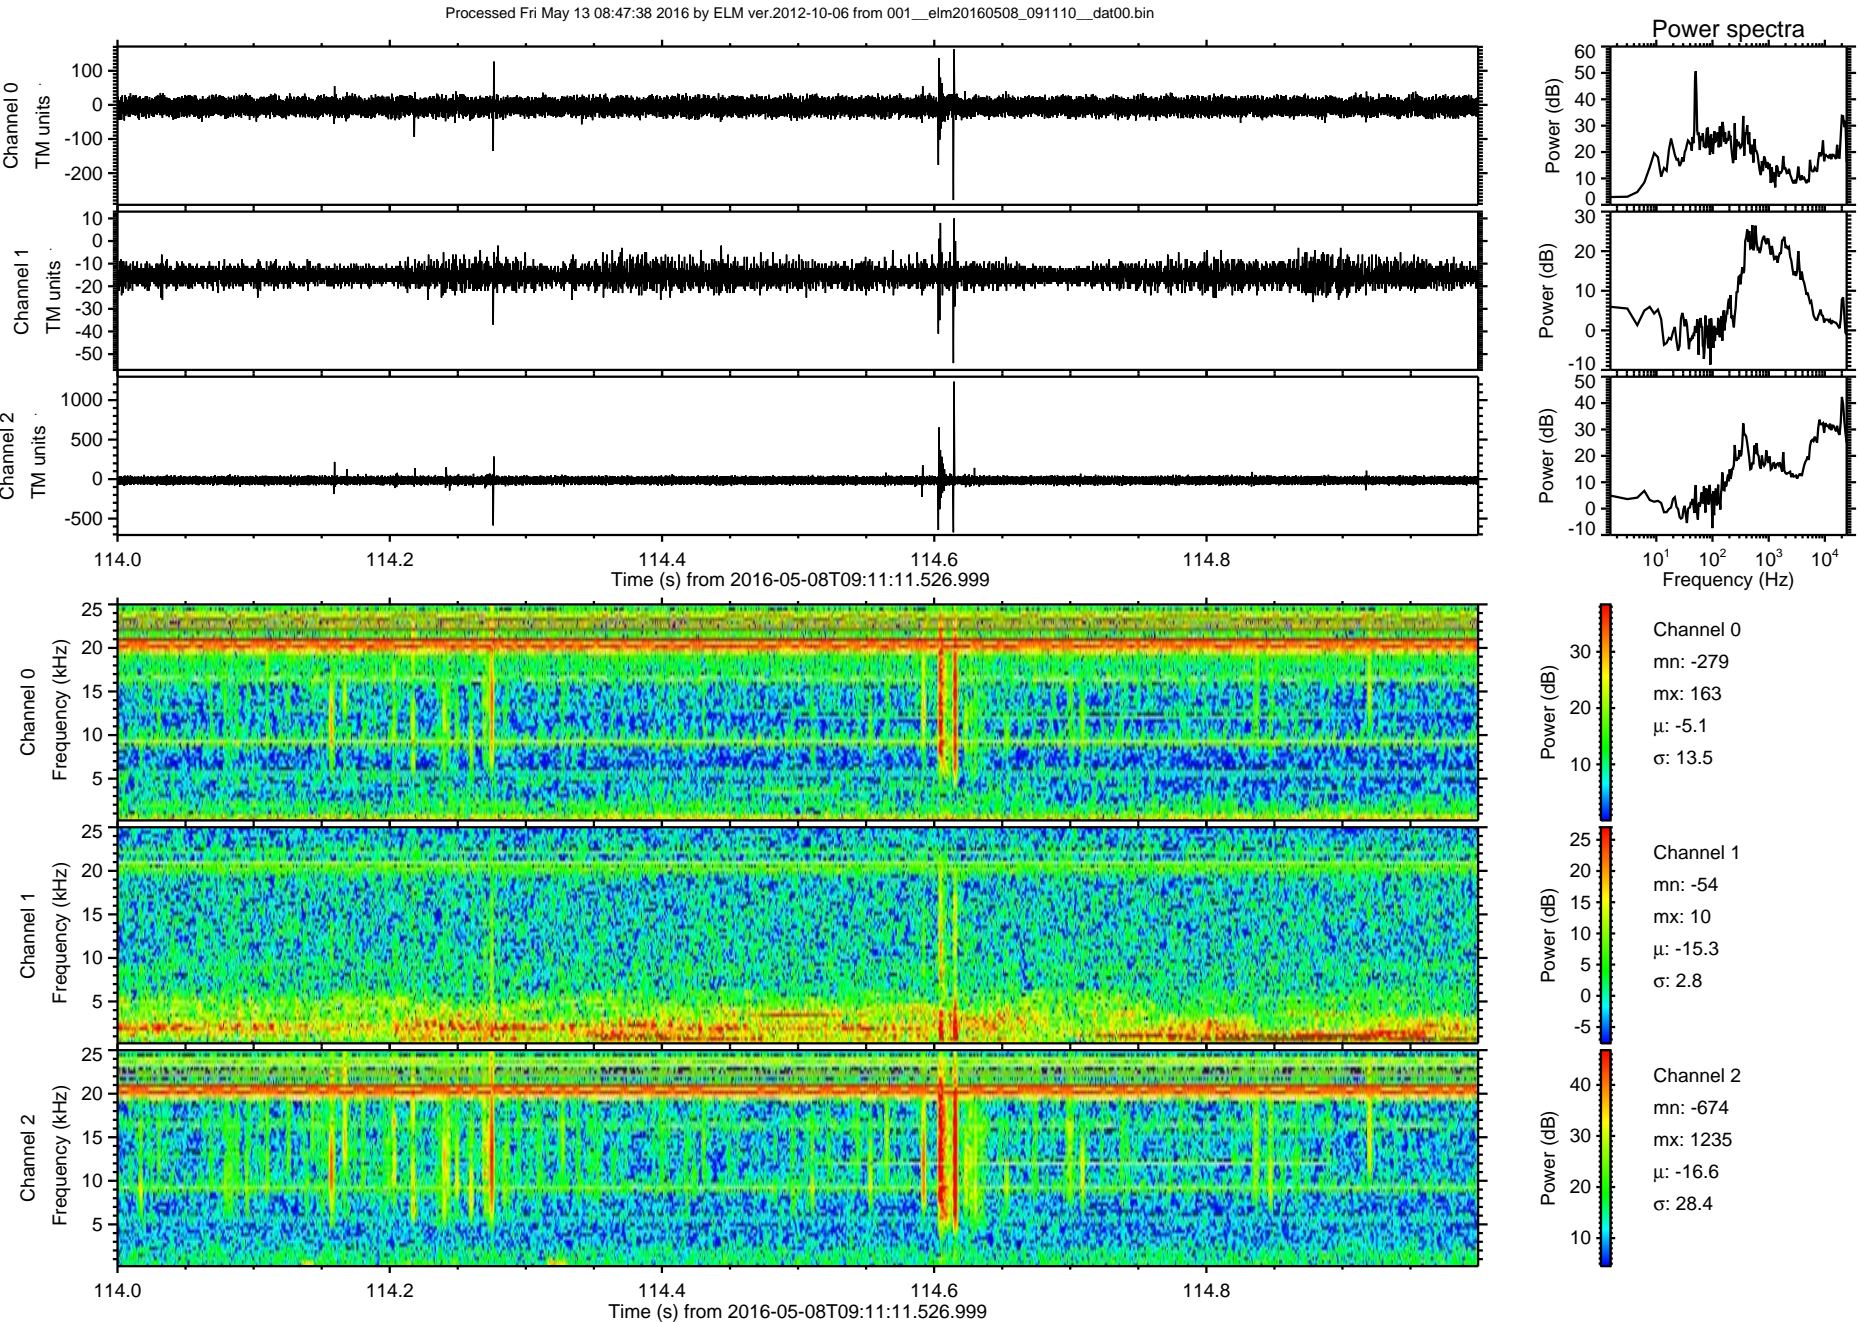 Processed Fri May 13 08:47:38 2016 by ELM ver.2012-10-06 from 001__elm20160508_091110__dat00.bin
Power spectra
Channel 0
TM units
100
0
-100
-200
Power (dB)
60
50
40
30
20
10
0
Channel 1
TM units
10
0
-10
-20
-30
-40
-50
Power (dB)
30
20
10
0
-10
Channel 2
TM units
1000
500
0
-500
Power (dB)
50
40
30
20
10
0
-10
114.0 114.2 114.4 114.6 114.8
Time (s) from 2016-05-08T09:11:11.526.999
10¹ 10² 10³ 10⁴
Frequency (Hz)
Channel 0
Frequency (kHz)
25
20
15
10
5
Power (dB)
30
20
10
Channel 0
mn: -279
mx: 163
μ: -5.1
σ: 13.5
Channel 1
Frequency (kHz)
25
20
15
10
5
Power (dB)
25
20
15
10
5
0
-5
Channel 1
mn: -54
mx: 10
μ: -15.3
σ: 2.8
Channel 2
Frequency (kHz)
25
20
15
10
5
Power (dB)
40
30
20
10
Channel 2
mn: -674
mx: 1235
μ: -16.6
σ: 28.4
114.0 114.2 114.4 114.6 114.8
Time (s) from 2016-05-08T09:11:11.526.999